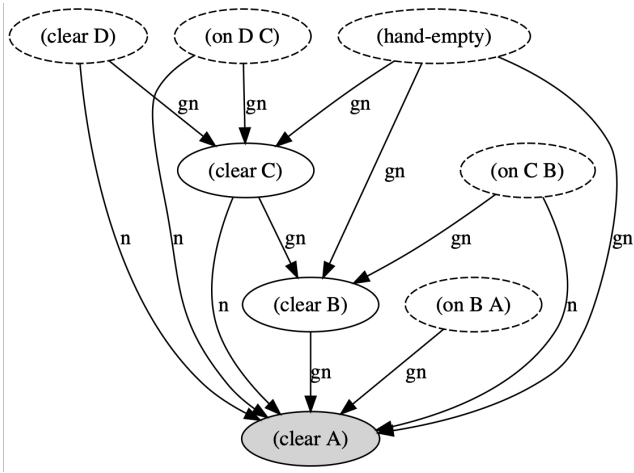 (clear D)
(on D C)
(hand-empty)
gn
gn
gn
(clear C)
gn
(on C B)
n
n
gn
gn
gn
n
(clear B)
(on B A)
n
gn
gn
(clear A)